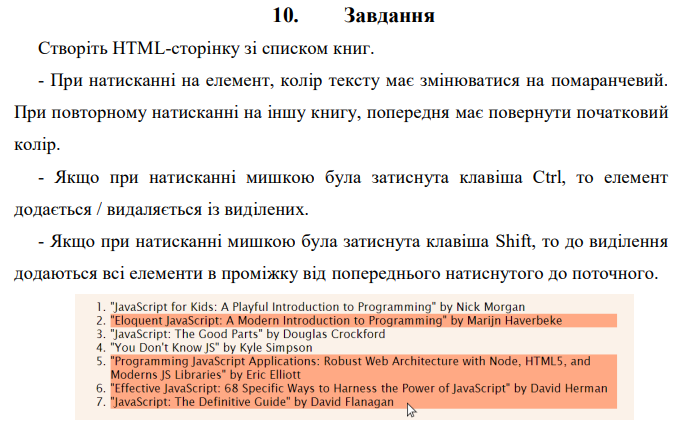 10. Завдання
Створіть HTML-сторінку зі списком книг.
- При натисканні на елемент, колір тексту має змінюватися на помаранчевий.
При повторному натисканні на іншу книгу, попередня має повернути початковий
колір.
- Якщо при натисканні мишкою була затиснута клавіша Ctrl, то елемент
додається / видаляється із виділених.
- Якщо при натисканні мишкою була затиснута клавіша Shift, то до виділення
додаються всі елементи в проміжку від попереднього натиснутого до поточного.
1. "JavaScript for Kids: A Playful Introduction to Programming" by Nick Morgan
2. "Eloquent JavaScript: A Modern Introduction to Programming" by Marijn Haverbeke
3. "JavaScript: The Good Parts" by Douglas Crockford
4. "You Don't Know JS" by Kyle Simpson
5. "Programming JavaScript Applications: Robust Web Architecture with Node, HTML5, and
Moderns JS Libraries" by Eric Elliott
6. "Effective JavaScript: 68 Specific Ways to Harness the Power of JavaScript" by David Herman
7. "JavaScript: The Definitive Guide" by David Flanagan